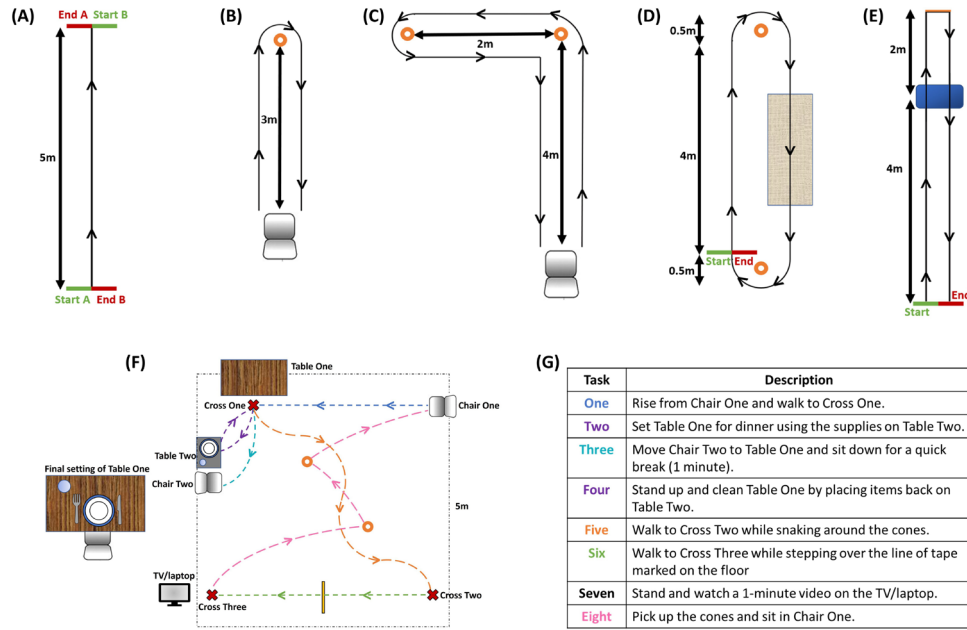 (A)
End A
Start B
5m
Start A
End B
(B)
3m
(C)
2m
4m
(D)
0.5m
4m
Start
End
0.5m
(E)
2m
4m
End
Start
(F)
Table One
Cross One
Chair One
Table Two
Chair Two
Final setting of Table One
5m
TV/laptop
Cross Three
Cross Two
(G)
Task Description
One Rise from Chair One and walk to Cross One.
Two Set Table One for dinner using the supplies on Table Two.
Three Move Chair Two to Table One and sit down for a quick
break (1 minute).
Four Stand up and clean Table One by placing items back on
Table Two.
Five Walk to Cross Two while snaking around the cones.
Six Walk to Cross Three while stepping over the line of tape
marked on the floor
Seven Stand and watch a 1-minute video on the TV/laptop.
Eight Pick up the cones and sit in Chair One.